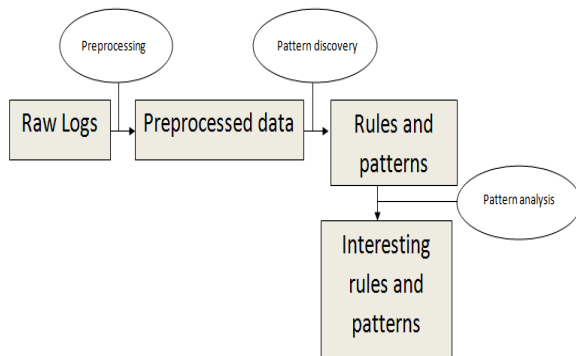 Preprocessing
Pattern discovery
Raw Logs
Preprocessed data
Rules and
patterns
Pattern analysis
Interesting
rules and
patterns